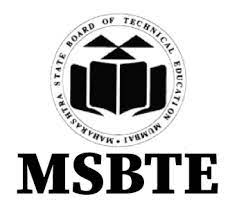 MAHARASHTRA STATE BOARD OF TECHNICAL EDUCATION MUMBAI •
MSBTE